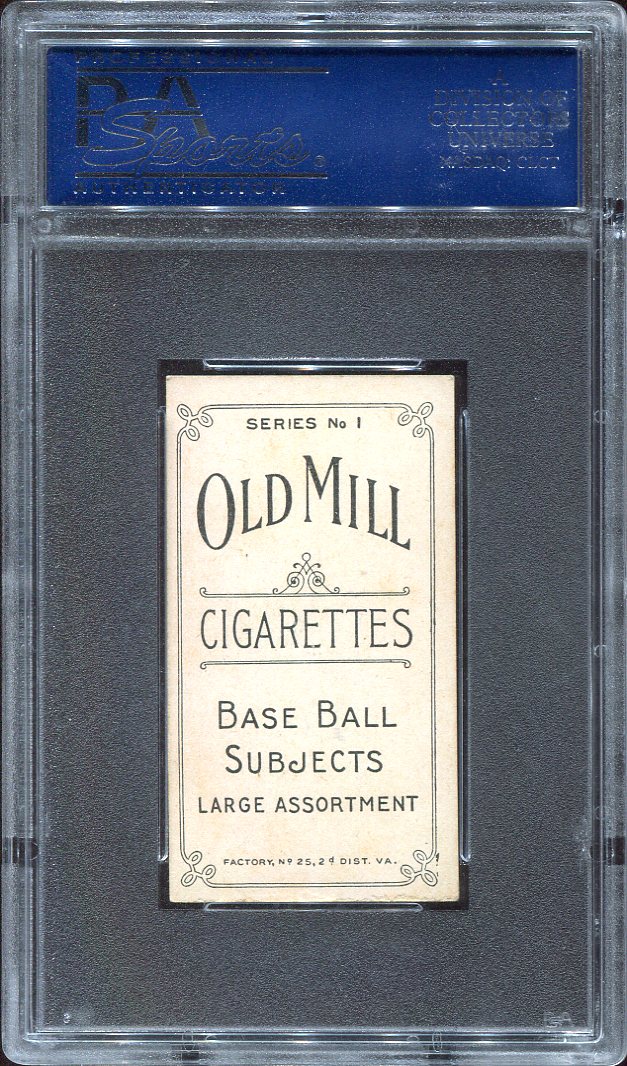 PROFESSIONAL
PSA
Sports®
AUTHENTICATOR
A
DIVISION OF
COLLECTORS
UNIVERSE
NASDAQ: CLCT
SERIES No 1
OLD MILL
CIGARETTES
BASE BALL
SUBJECTS
LARGE ASSORTMENT
FACTORY, Nº 25, 2d DIST. VA.
PSA